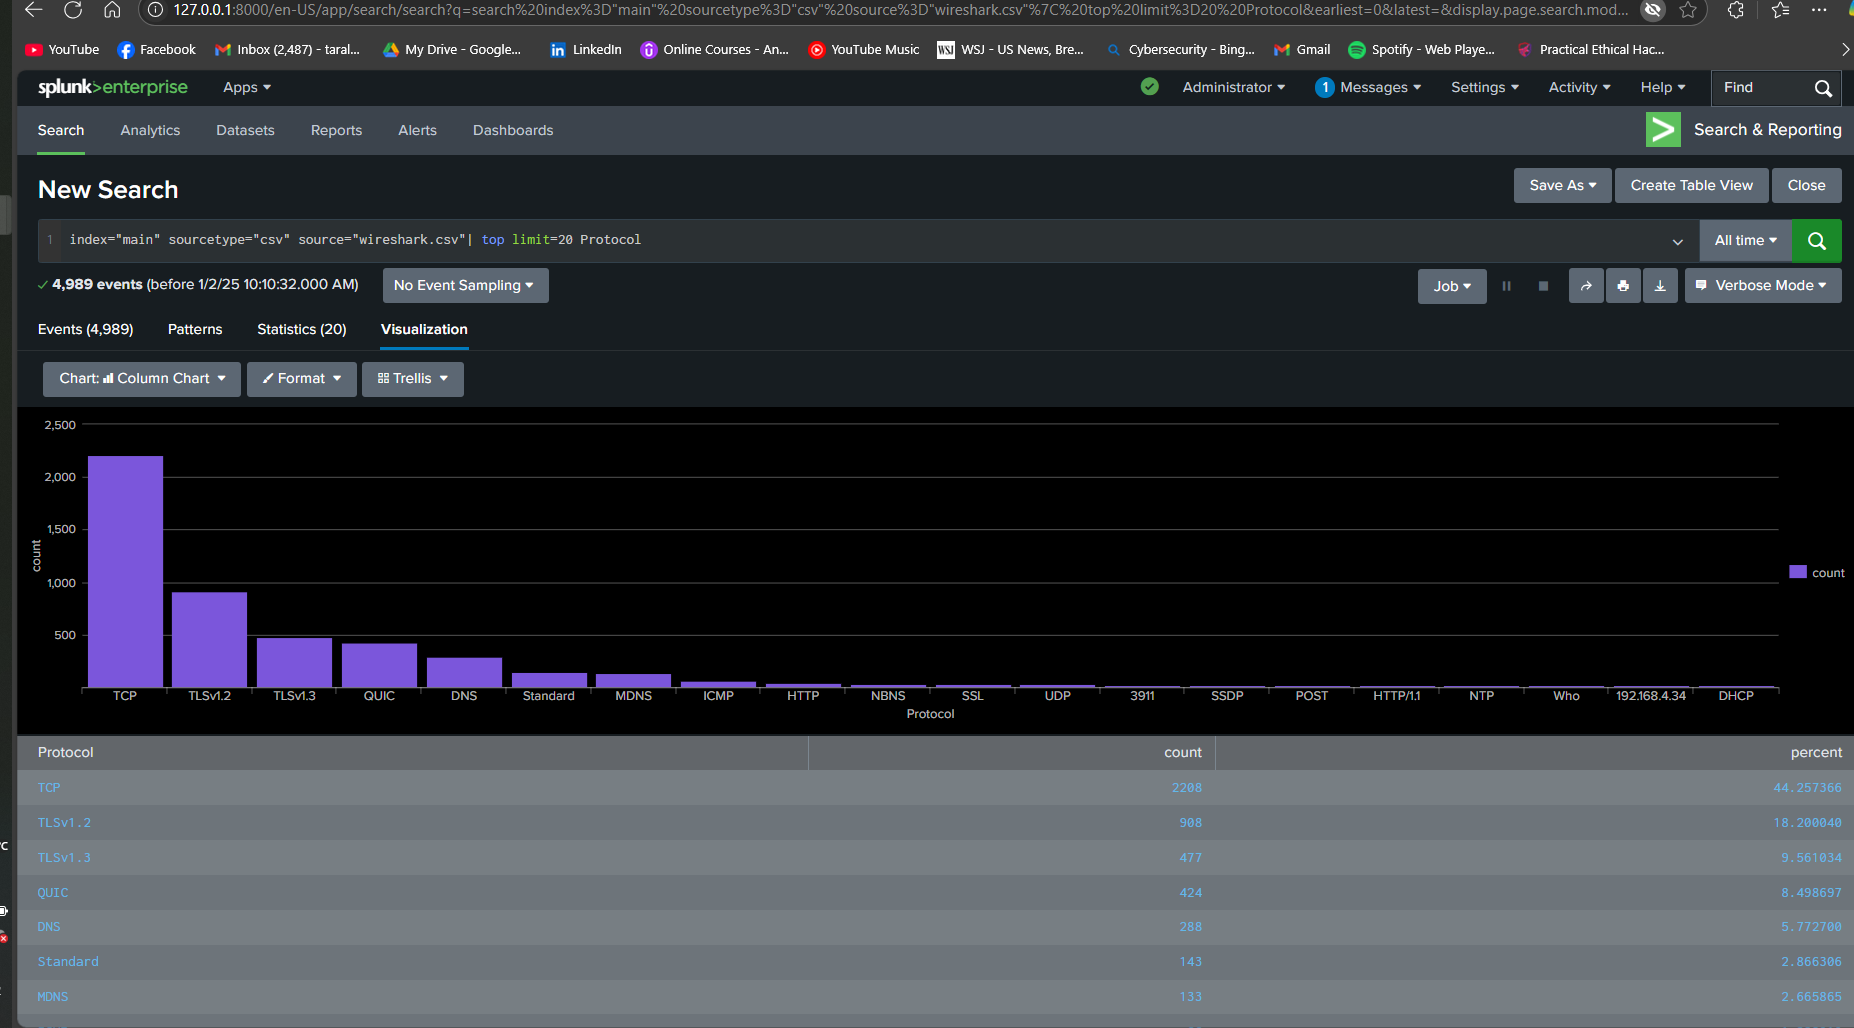 127.0.0.1:8000/en-US/app/search/search?q=search%20index%3D"main"%20sourcetype%3D"csv"%20source%3D"wireshark.csv"%7C%20top%20limit%3D20%20Protocol&earliest=0&latest=&display.page.search.mod...
YouTube Facebook Inbox (2,487) - taral... My Drive - Google... LinkedIn Online Courses - An... YouTube Music WSJ WSJ - US News, Bre... Cybersecurity - Bing... Gmail Spotify - Web Playe... Practical Ethical Hac...
splunk>enterprise Apps Administrator 1 Messages Settings Activity Help Find
Search Analytics Datasets Reports Alerts Dashboards Search & Reporting
New Search Save As Create Table View Close
1 index="main" sourcetype="csv" source="wireshark.csv"| top limit=20 Protocol All time
4,989 events (before 1/2/25 10:10:32.000 AM) No Event Sampling Job Verbose Mode
Events (4,989) Patterns Statistics (20) Visualization
Chart: Column Chart Format Trellis
2,500
2,000
1,500
1,000
500
count
count
TCP TLSv1.2 TLSv1.3 QUIC DNS Standard MDNS ICMP HTTP NBNS SSL UDP 3911 SSDP POST HTTP/1.1 NTP Who 192.168.4.34 DHCP
Protocol
Protocol count percent
TCP 2208 44.257366
TLSv1.2 908 18.200040
TLSv1.3 477 9.561034
QUIC 424 8.498697
DNS 288 5.772700
Standard 143 2.866306
MDNS 133 2.665865